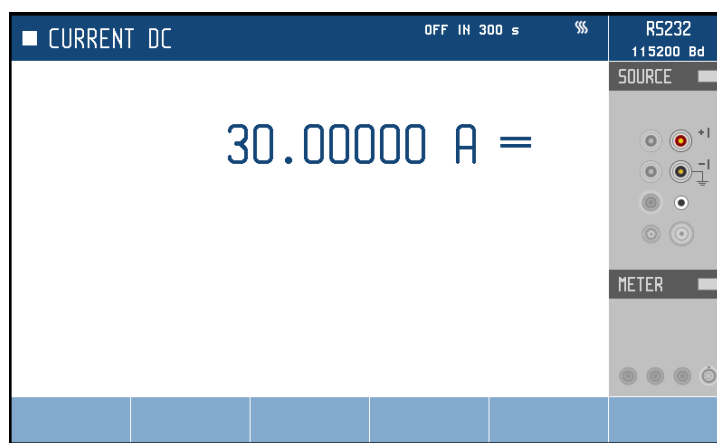 CURRENT DC
OFF IN 300 s
RS232
115200 Bd
SOURCE
30.00000 A =
+I
-I
METER